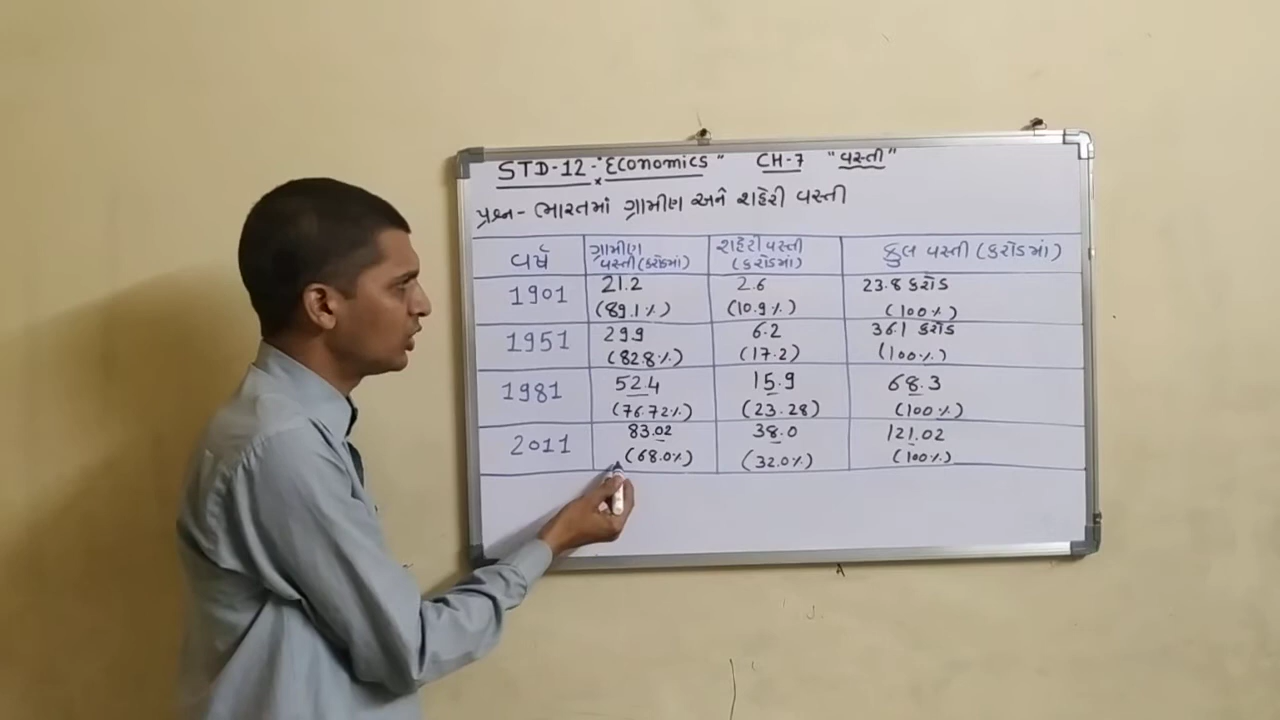 STD-12-"Economics" CH-7 "વસ્તી"
પ્રશ્ન- ભારતમાં ગ્રામીણ અને શહેરી વસ્તી
વર્ષ ગ્રામીણ વસ્તી(કરોડમાં) શહેરી વસ્તી (કરોડમાં) કુલ વસ્તી (કરોડમાં)
1901 21.2 2.6 23.8 કરોડ
(89.1%) (10.9%) (100%)
1951 29.9 6.2 36.1 કરોડ
(82.8%) (17.2) (100%)
1981 52.4 15.9 68.3
(76.72%) (23.28) (100%)
2011 83.02 38.0 121.02
(68.0%) (32.0%) (100%)